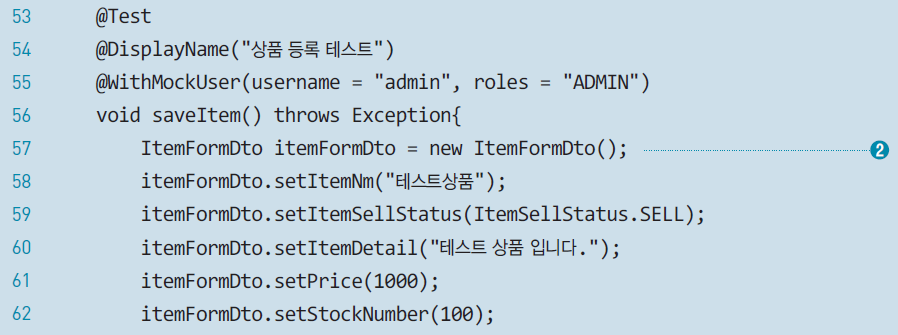 53 @Test
54 @DisplayName("상품 등록 테스트")
55 @WithMockUser(username = "admin", roles = "ADMIN")
56 void saveItem() throws Exception{
57 ItemFormDto itemFormDto = new ItemFormDto(); 2
58 itemFormDto.setItemNm("테스트상품");
59 itemFormDto.setItemSellStatus(ItemSellStatus.SELL);
60 itemFormDto.setItemDetail("테스트 상품 입니다.");
61 itemFormDto.setPrice(1000);
62 itemFormDto.setStockNumber(100);